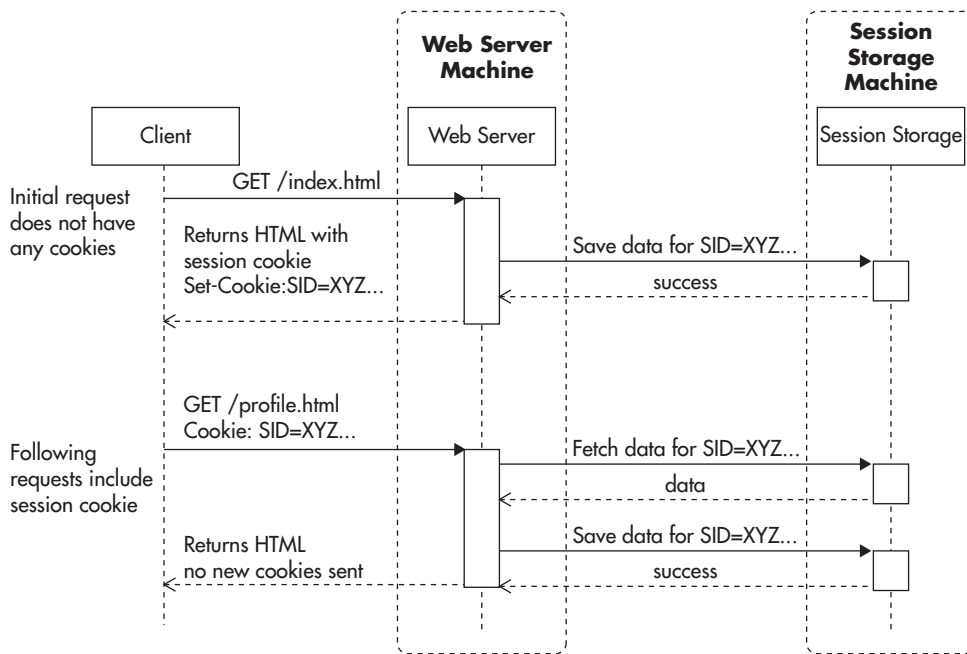 Web Server
Machine
Session
Storage
Machine
Client
Web Server
Session Storage
Initial request
does not have
any cookies
GET /index.html
Returns HTML with
session cookie
Set-Cookie:SID=XYZ...
Save data for SID=XYZ...
success
Following
requests include
session cookie
GET /profile.html
Cookie: SID=XYZ...
Fetch data for SID=XYZ...
data
Returns HTML
no new cookies sent
Save data for SID=XYZ...
success